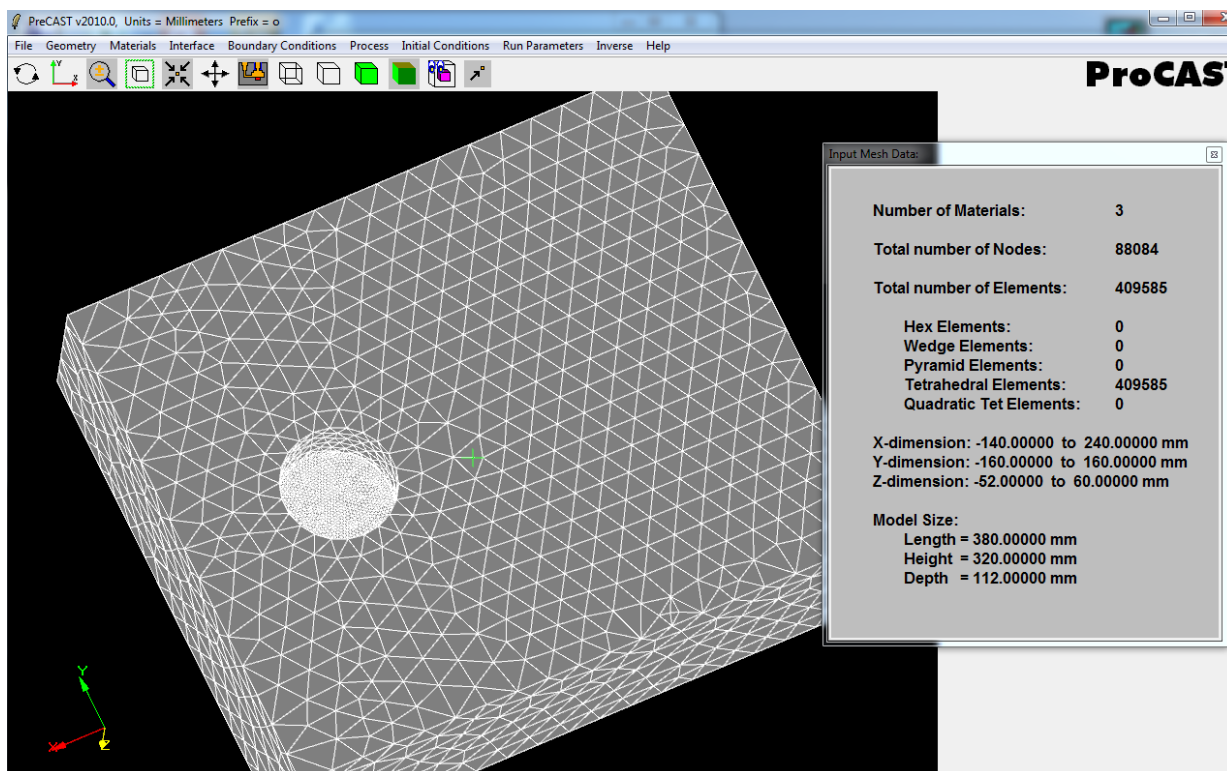 PreCAST v2010.0, Units = Millimeters Prefix = o
File Geometry Materials Interface Boundary Conditions Process Initial Conditions Run Parameters Inverse Help
ProCAST
Input Mesh Data:
Number of Materials: 3
Total number of Nodes: 88084
Total number of Elements: 409585
Hex Elements: 0
Wedge Elements: 0
Pyramid Elements: 0
Tetrahedral Elements: 409585
Quadratic Tet Elements: 0
X-dimension: -140.00000 to 240.00000 mm
Y-dimension: -160.00000 to 160.00000 mm
Z-dimension: -52.00000 to 60.00000 mm
Model Size:
Length = 380.00000 mm
Height = 320.00000 mm
Depth = 112.00000 mm
Y
X
Z